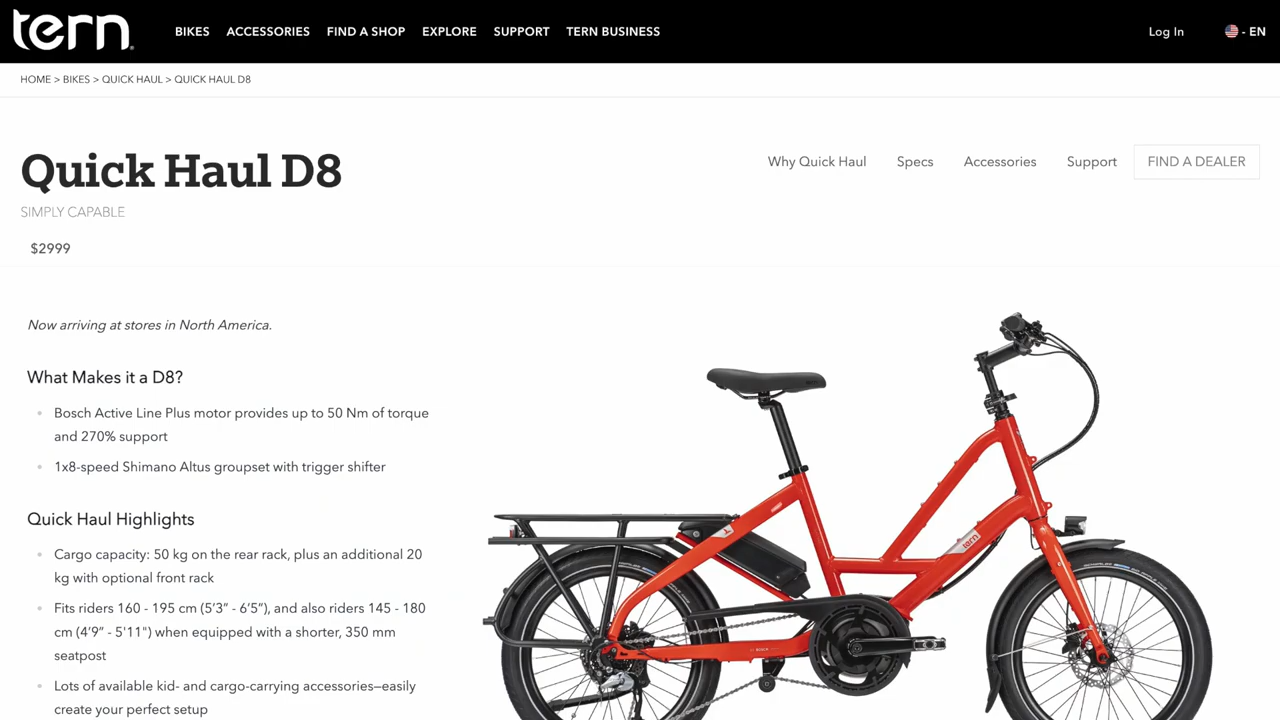 tern
BIKES ACCESSORIES FIND A SHOP EXPLORE SUPPORT TERN BUSINESS Log In - EN
HOME > BIKES > QUICK HAUL > QUICK HAUL D8
Quick Haul D8
Why Quick Haul Specs Accessories Support FIND A DEALER
SIMPLY CAPABLE
$2999
Now arriving at stores in North America.
What Makes it a D8?
Bosch Active Line Plus motor provides up to 50 Nm of torque
and 270% support
1x8-speed Shimano Altus groupset with trigger shifter
Quick Haul Highlights
Cargo capacity: 50 kg on the rear rack, plus an additional 20
kg with optional front rack
Fits riders 160 - 195 cm (5’3” - 6’5”), and also riders 145 - 180
cm (4’9” - 5'11") when equipped with a shorter, 350 mm
seatpost
Lots of available kid- and cargo-carrying accessories—easily
create your perfect setup
tern
BOSCH